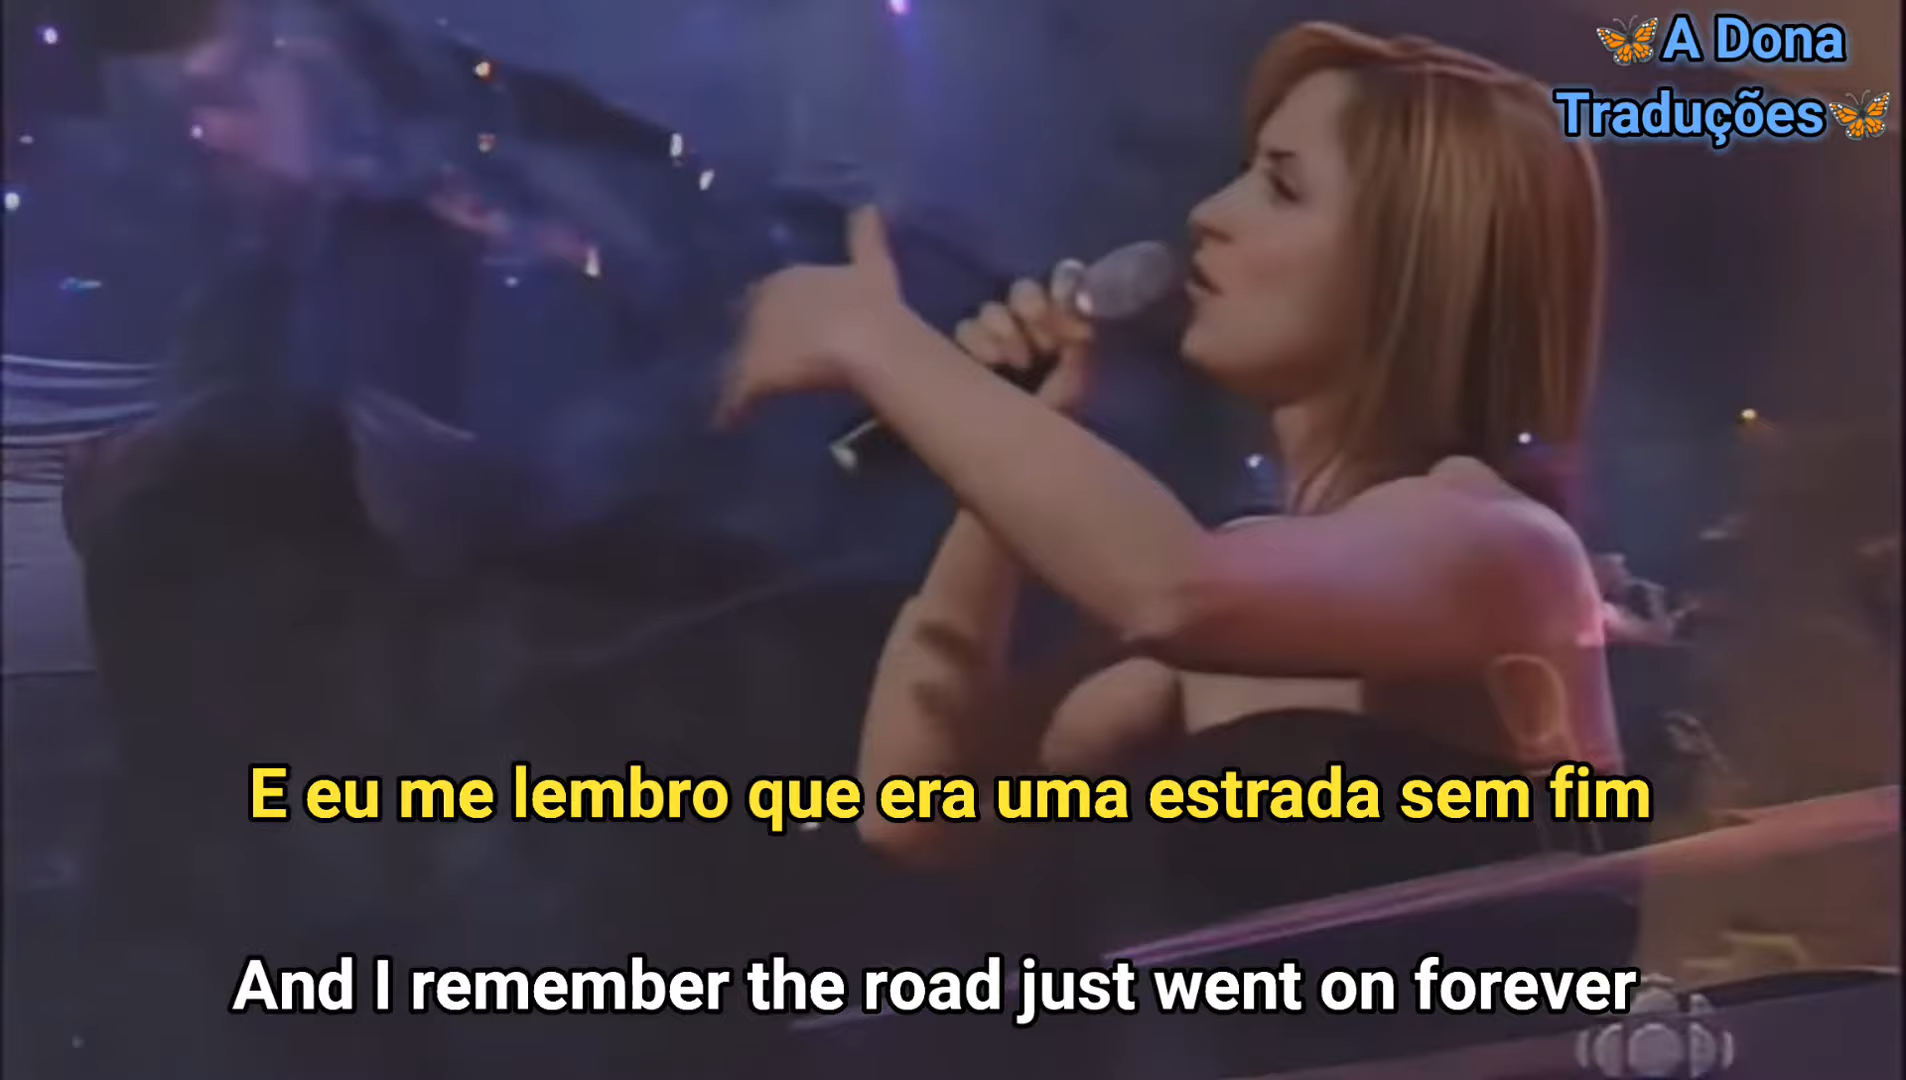 🦋A Dona
Traduções🦋
E eu me lembro que era uma estrada sem fim
And I remember the road just went on forever